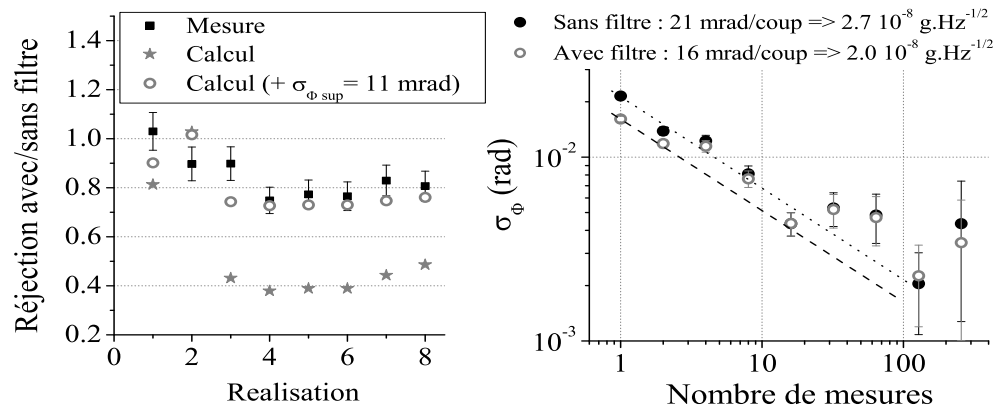 Réjection avec/sans filtre
1.4
1.2
1.0
0.8
0.6
0.4
0.2
Mesure
Calcul
Calcul (+ σΦ sup = 11 mrad)
0 2 4 6 8
Realisation
Sans filtre : 21 mrad/coup => 2.7 10⁻⁸ g.Hz⁻¹/²
Avec filtre : 16 mrad/coup => 2.0 10⁻⁸ g.Hz⁻¹/²
σΦ (rad)
10⁻²
10⁻³
1 10 100
Nombre de mesures